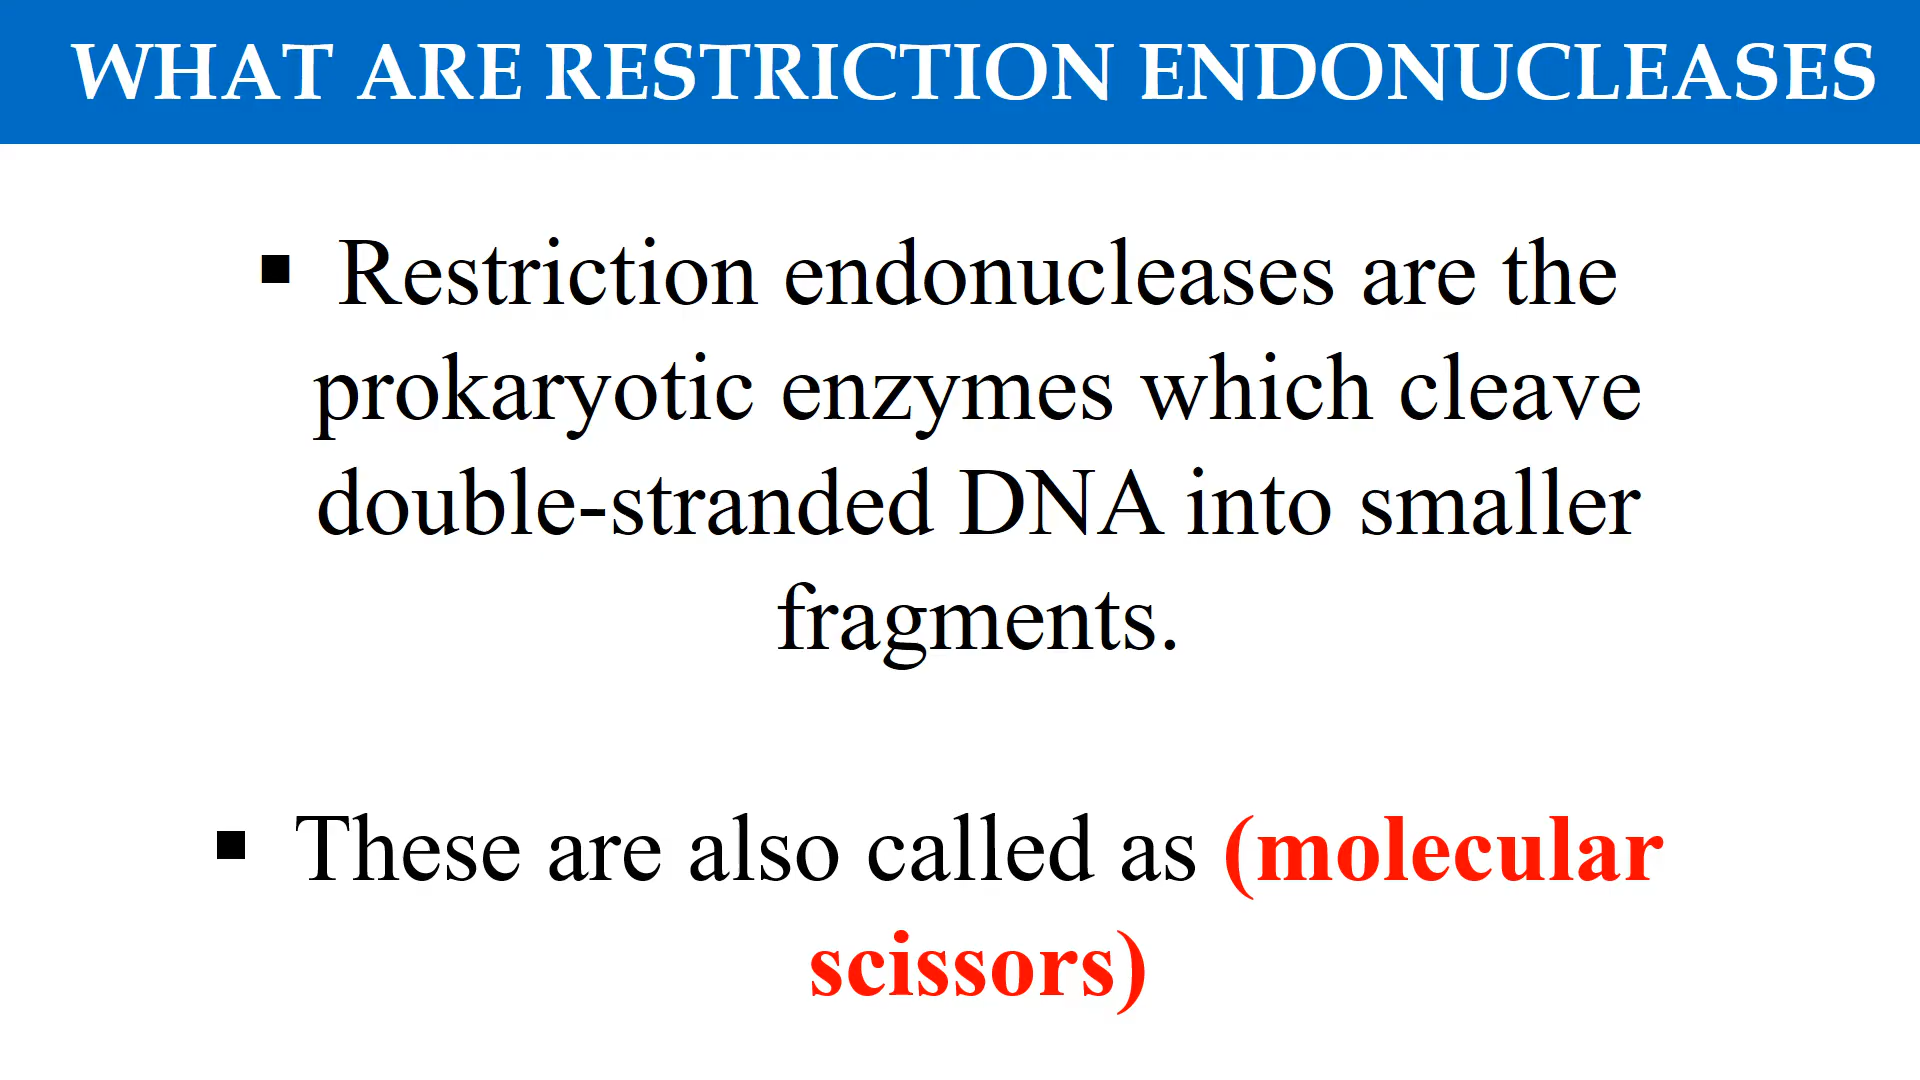 WHAT ARE RESTRICTION ENDONUCLEASES
▪ Restriction endonucleases are the
prokaryotic enzymes which cleave
double-stranded DNA into smaller
fragments.
▪ These are also called as (molecular
scissors)